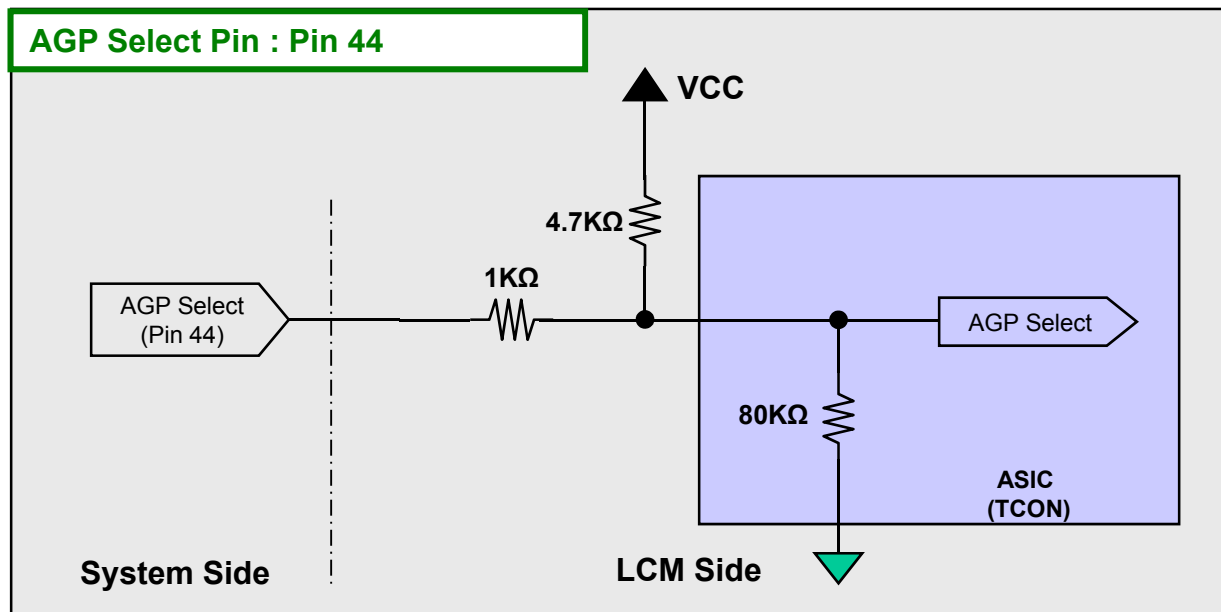 AGP Select Pin : Pin 44
VCC
4.7KΩ
1KΩ
AGP Select
(Pin 44)
AGP Select
80KΩ
ASIC
(TCON)
System Side
LCM Side